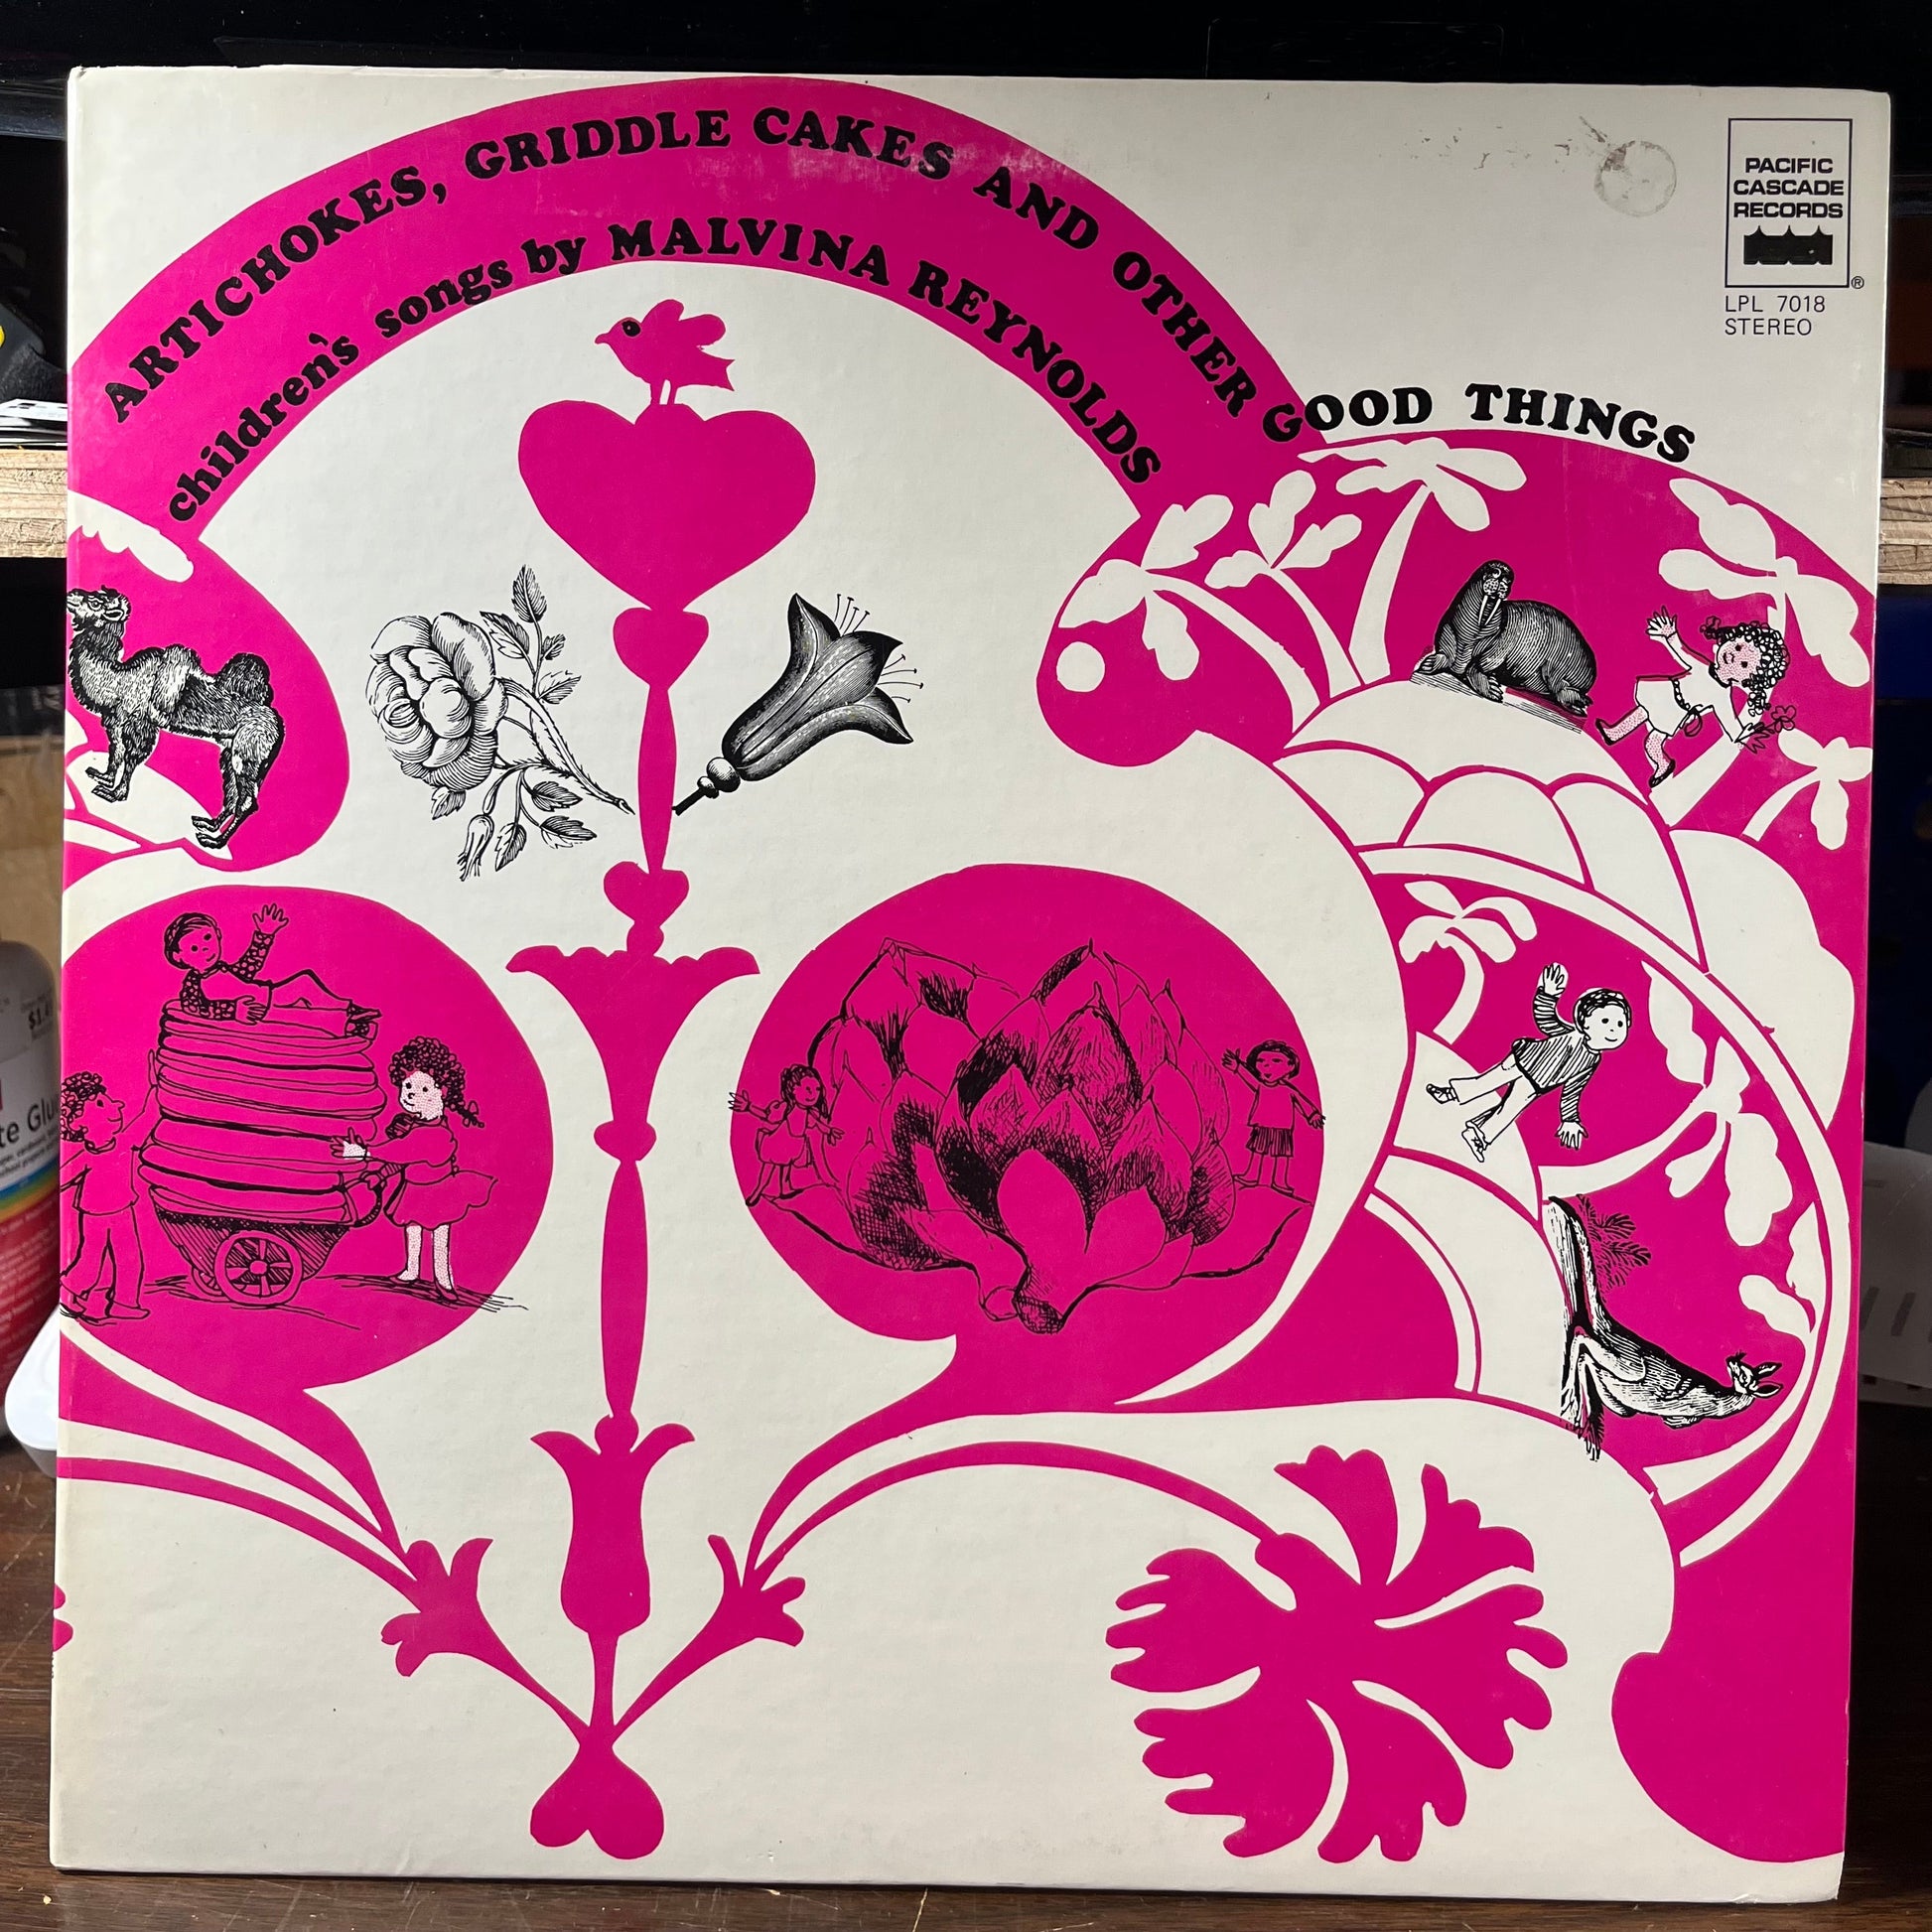 ARTICHOKES, GRIDDLE CAKES AND OTHER GOOD THINGS
children's songs by MALVINA REYNOLDS
PACIFIC
CASCADE
RECORDS
®
LPL 7018
STEREO